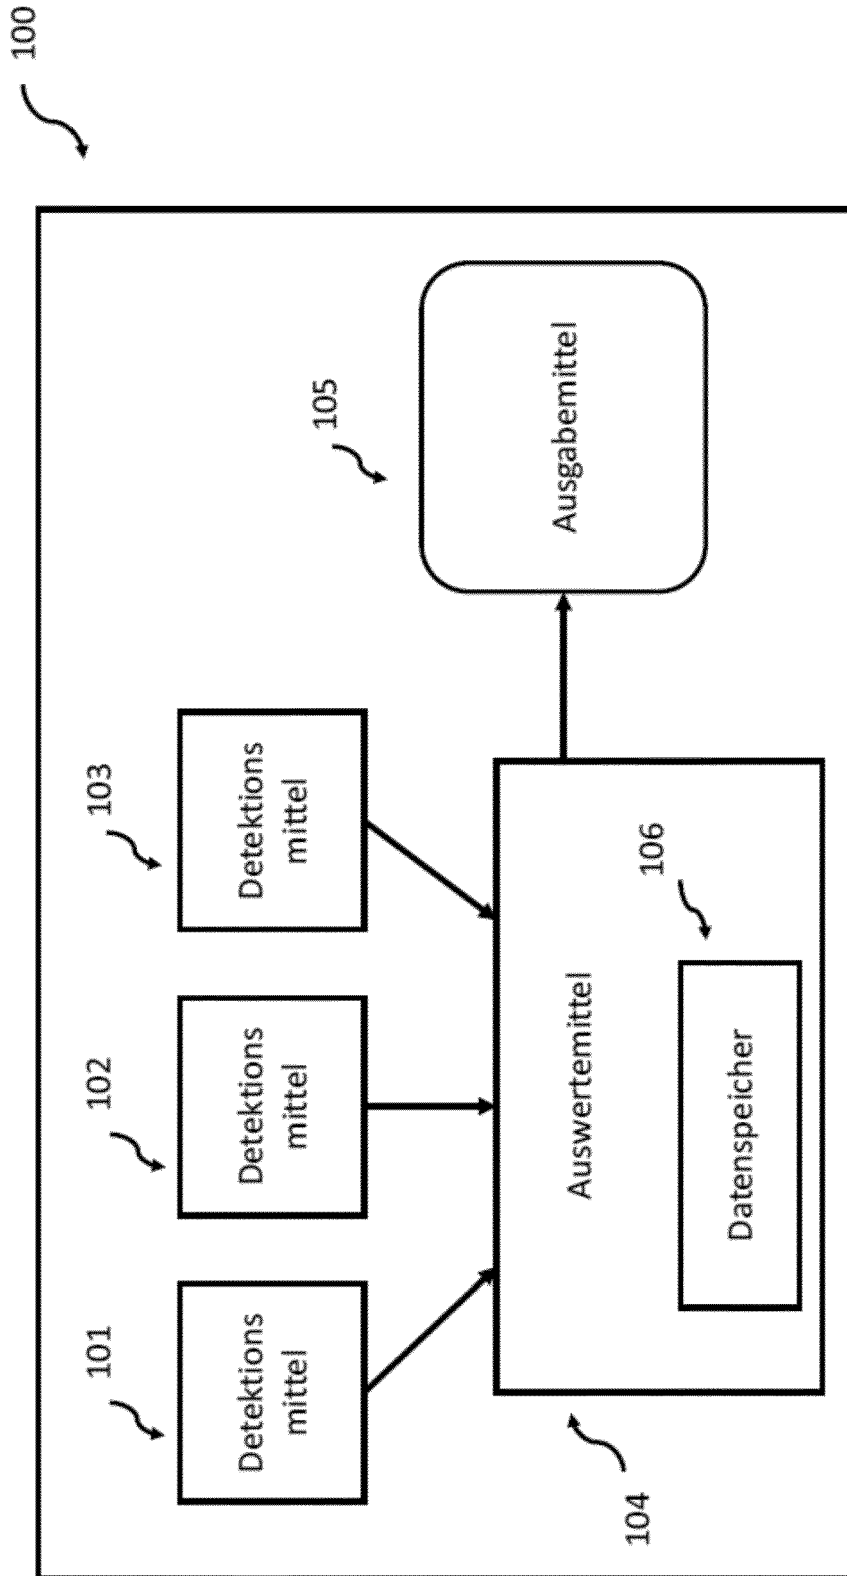 100
101
102
103
Detektions
mittel
Detektions
mittel
Detektions
mittel
105
Ausgabemittel
104
Auswertemittel
106
Datenspeicher